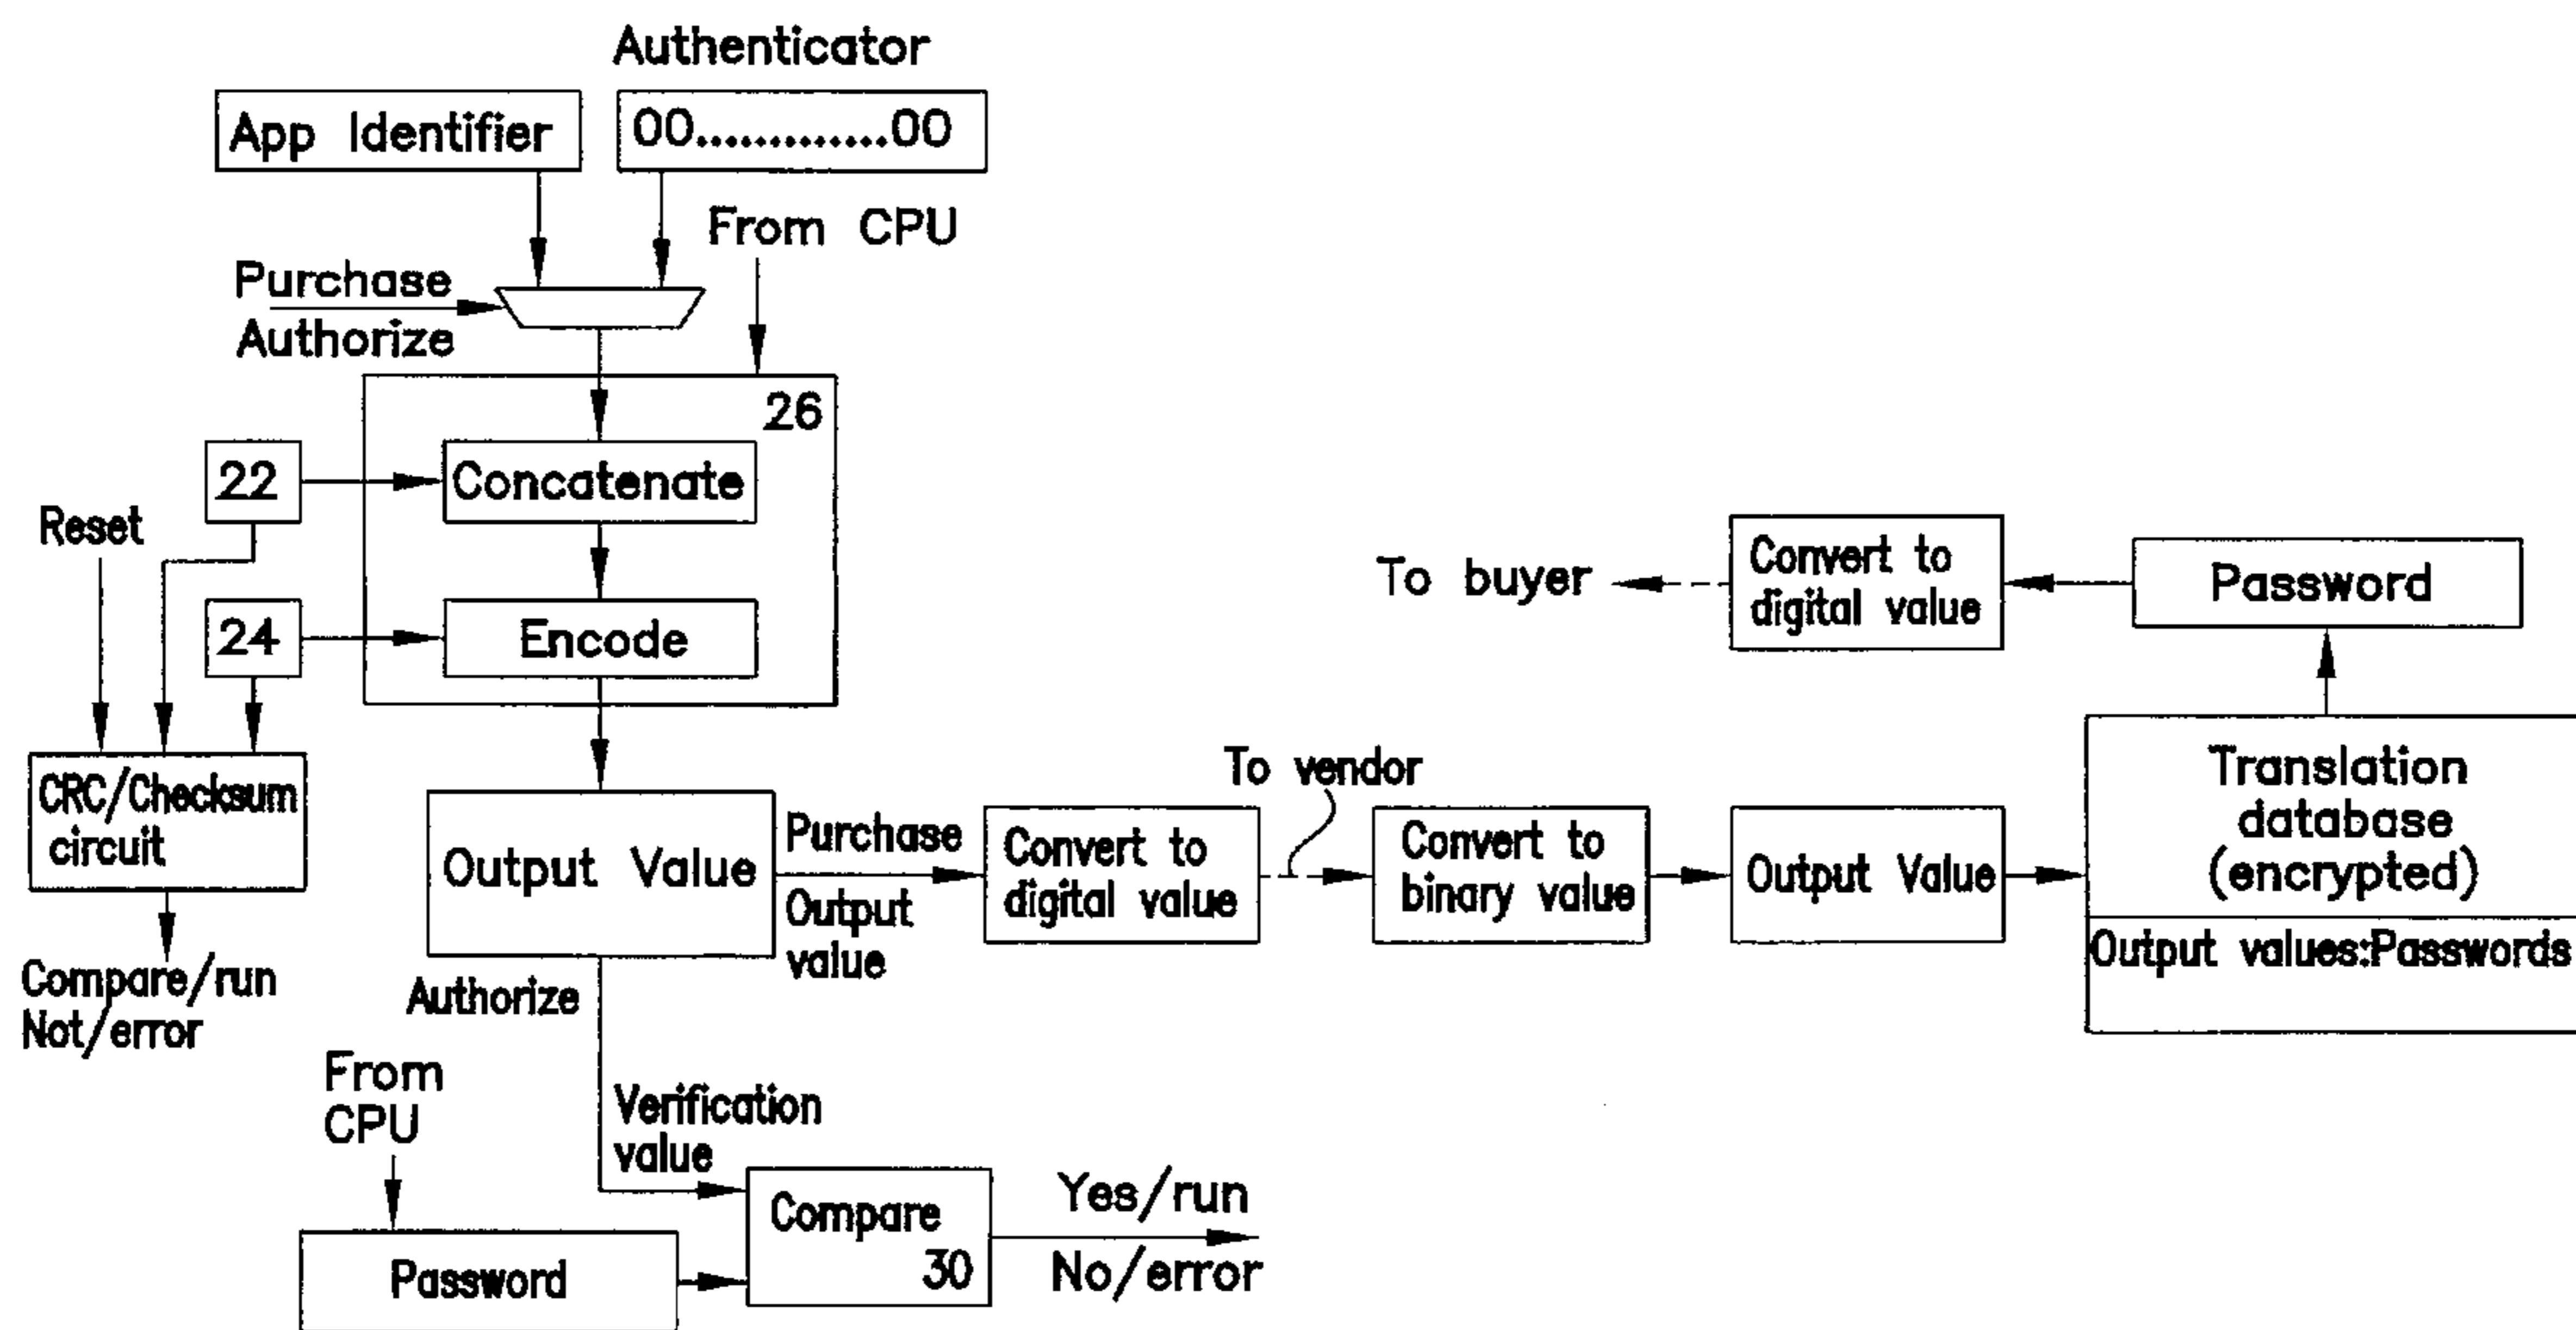 Authenticator
App Identifier
00.............00
From CPU
Purchase
Authorize
26
22
Concatenate
Reset
24
Encode
CRC/Checksum
circuit
Compare/run
Not/error
Output Value
Purchase
Output
value
Authorize
Convert to
digital value
To vendor
Convert to
binary value
Output Value
Translation
database
(encrypted)
Output values:Passwords
Password
Convert to
digital value
To buyer
From
CPU
Verification
value
Password
Compare
30
Yes/run
No/error